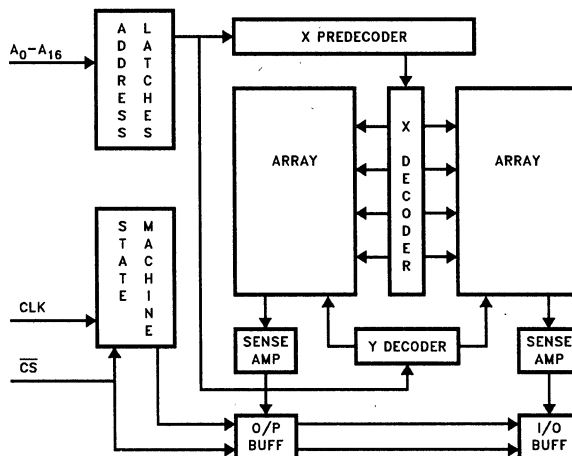 A0-A16
ADDRESS
LATCHES
X PREDECODER
ARRAY
X DECODER
ARRAY
STATE
MACHINE
CLK
CS
SENSE
AMP
Y DECODER
SENSE
AMP
O/P
BUFF
I/O
BUFF